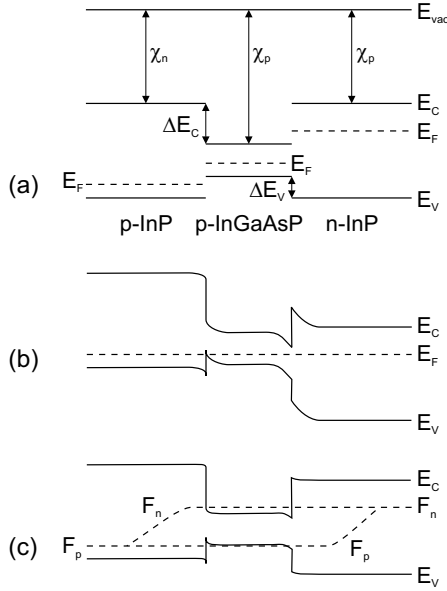 E_vac
χ_n χ_p χ_p
E_C
ΔE_C
E_F
E_F
(a) E_F ΔE_V
E_V
p-InP p-InGaAsP n-InP
E_C
(b) E_F
E_V
E_C
F_n F_n
(c) F_p F_p
E_V